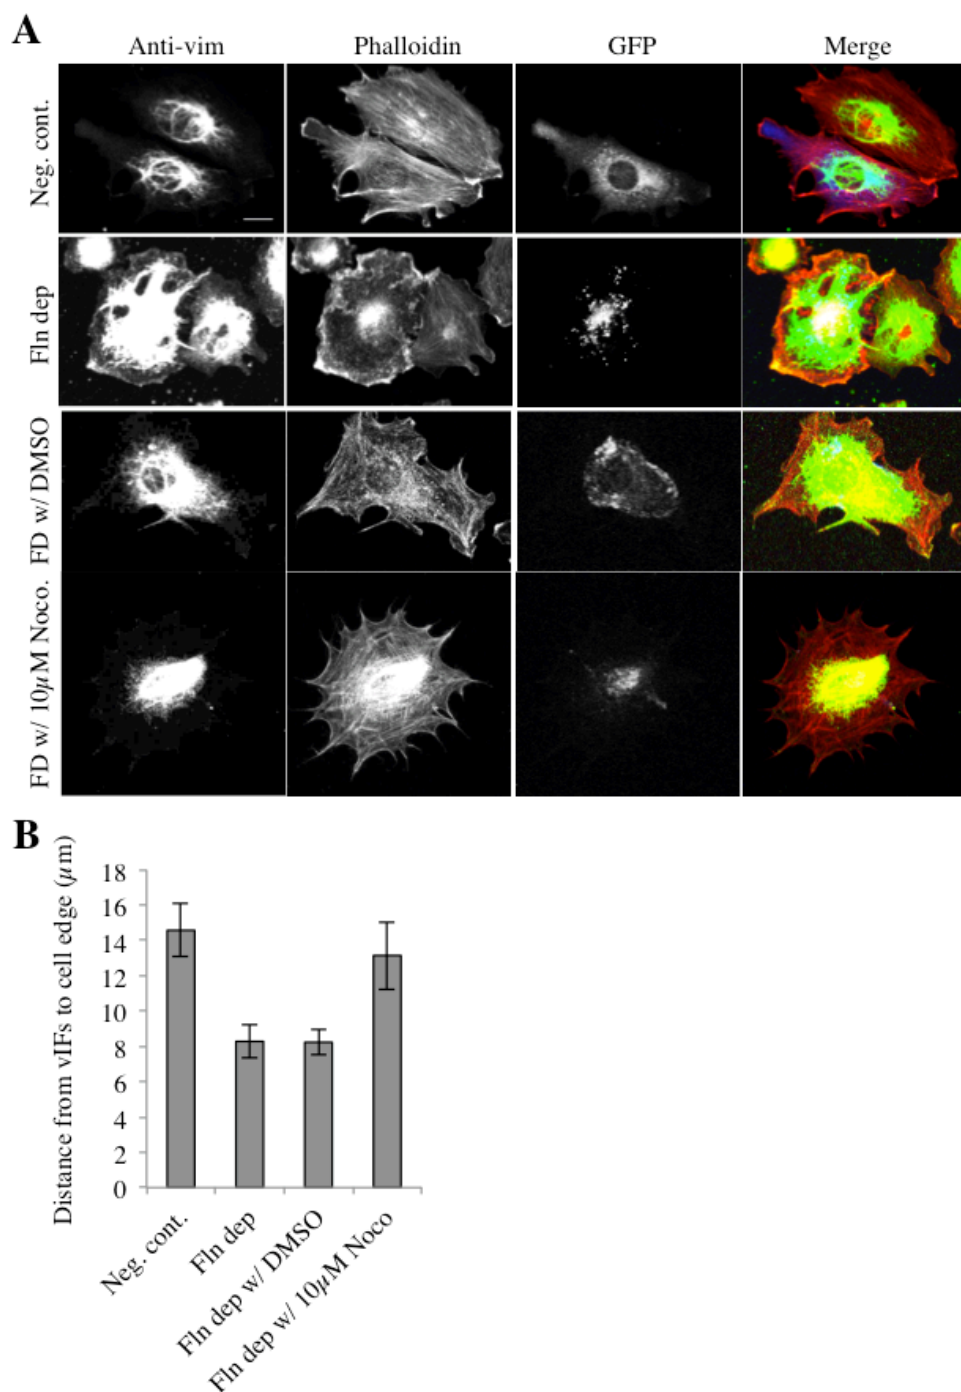 A
Anti-vim Phalloidin GFP Merge
Neg. cont.
Fln dep
FD w/ DMSO
FD w/ 10µM Noco.
B
Distance from vIFs to cell edge (µm)
18
16
14
12
10
8
6
4
2
0
Neg. cont.
Fln dep
Fln dep w/ DMSO
Fln dep w/ 10µM Noco